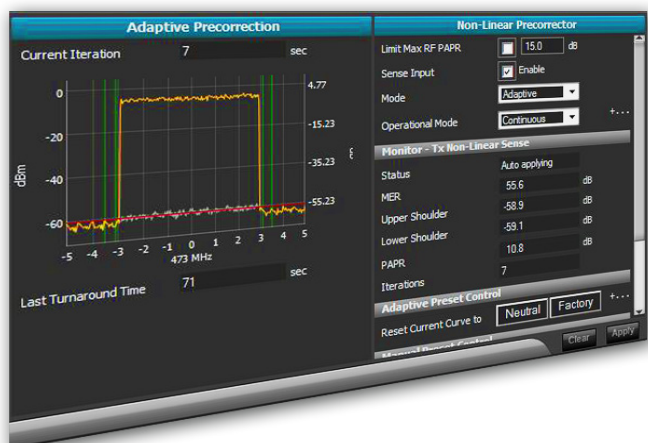 Adaptive Precorrection
Current Iteration 7 sec
0
-20
-40
-60
dBm
4.77
-15.23
-35.23
-55.23
-5 -4 -3 -2 -1 0 1 2 3 4 5
473 MHz
Last Turnaround Time 71 sec
Non-Linear Precorrector
Limit Max RF PAPR 15.0 dB
Sense Input Enable
Mode Adaptive
Operational Mode Continuous +...
Monitor - Tx Non-Linear Sense
Status Auto applying
MER 55.6 dB
Upper Shoulder -58.9 dB
Lower Shoulder -59.1 dB
PAPR 10.8 dB
Iterations 7
Adaptive Preset Control
Reset Current Curve to Neutral Factory +...
Manual Preset Control
Clear Apply